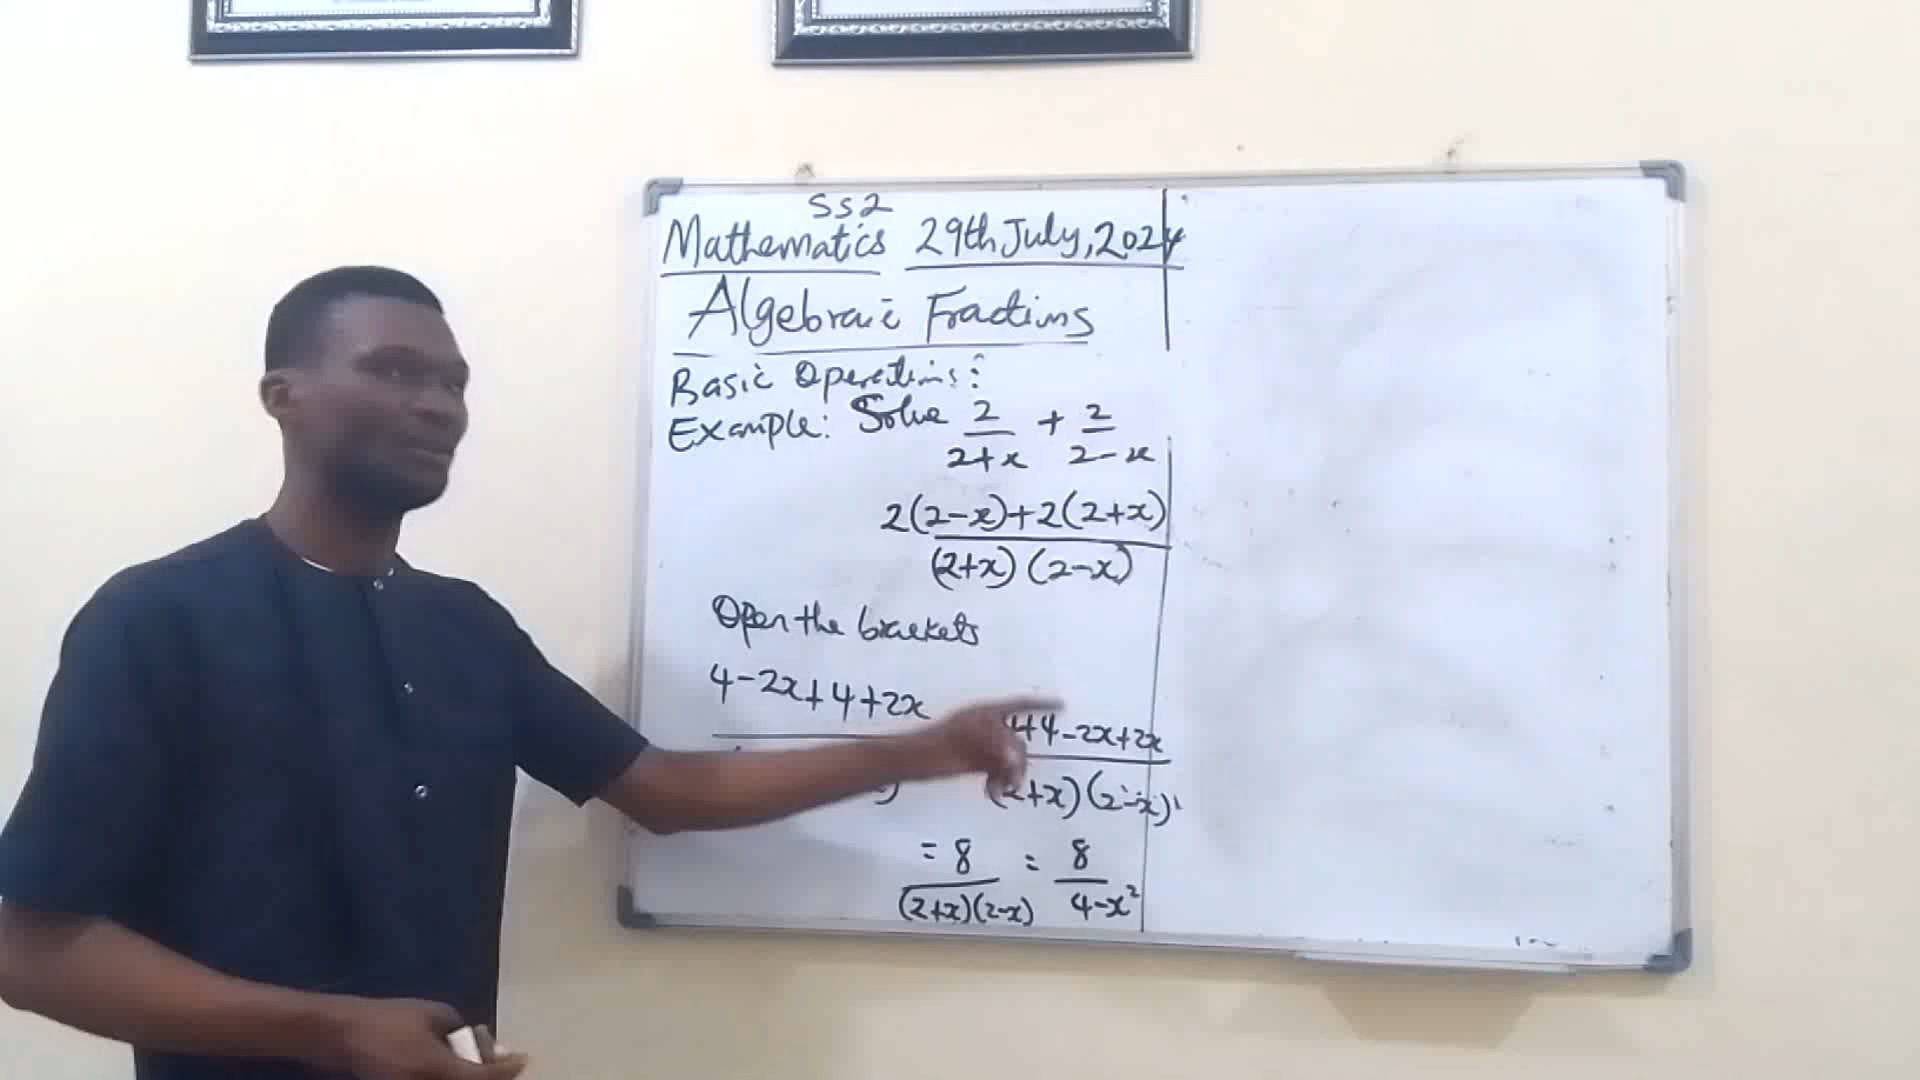 SS2
Mathematics 29th July, 2024
Algebraic Fractions
Basic Operations:
Example: Solve 2/2+x + 2/2-x
2(2-x)+2(2+x)
(2+x)(2-x)
Open the brackets
4-2x+4+2x
4+4-2x+2x
(2+x)(2-x)
= 8/(2+x)(2-x) = 8/4-x²